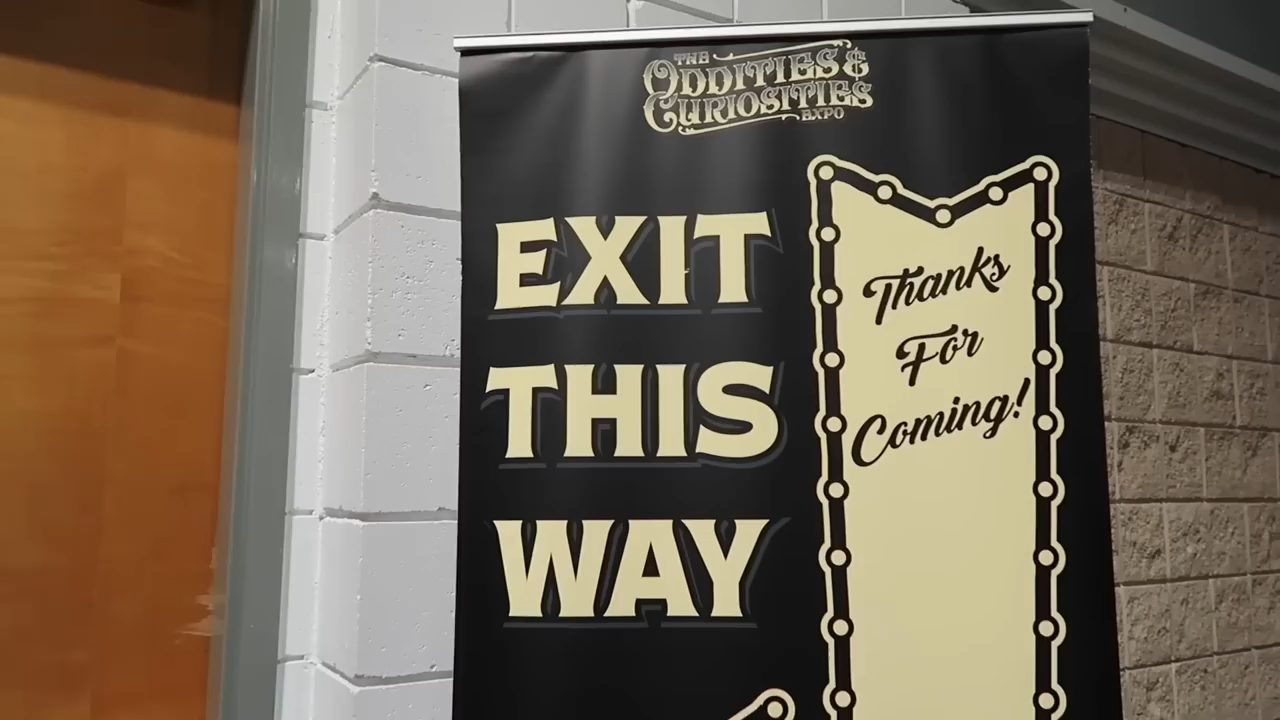 THE
ODDITIES &
CURIOSITIES
EXPO
EXIT
THIS
WAY
Thanks
For
Coming!